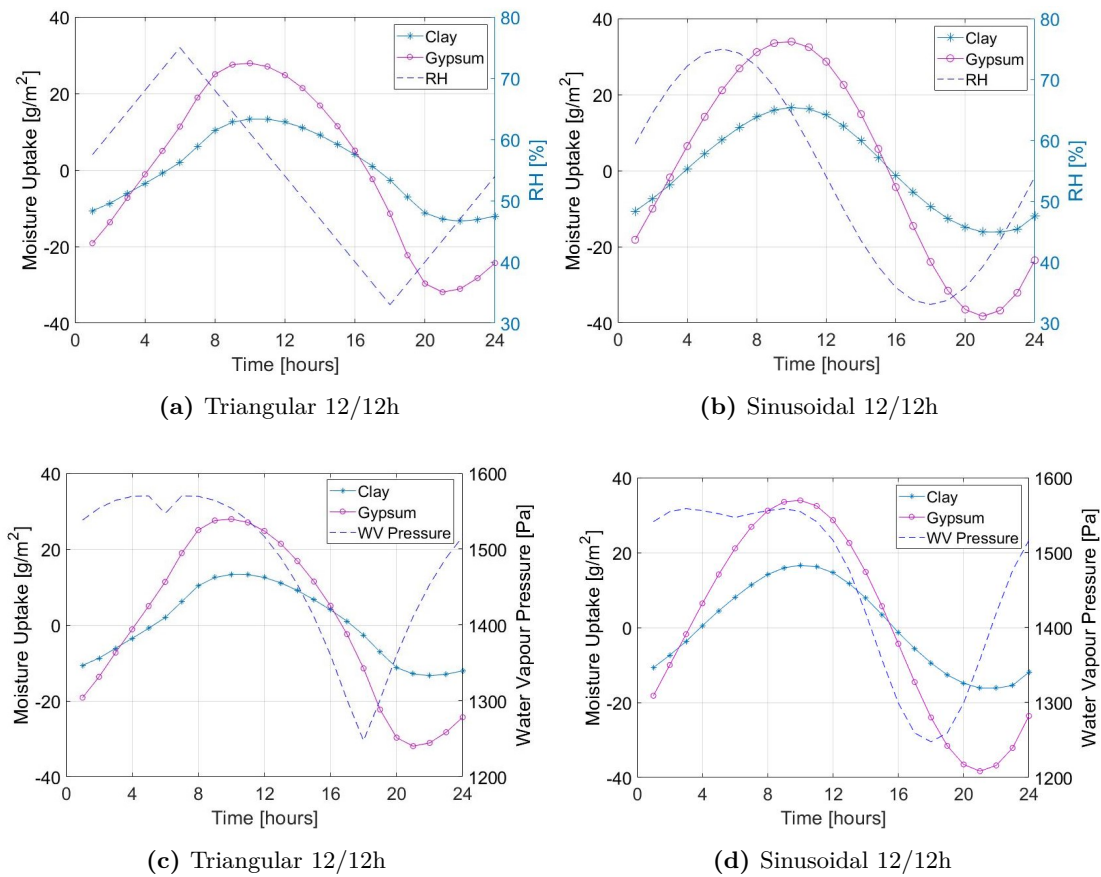 40
20
0
-20
-40
Moisture Uptake [g/m²]
80
70
60
50
40
30
RH [%]
Clay
Gypsum
RH
0 4 8 12 16 20 24
Time [hours]
(a) Triangular 12/12h
40
20
0
-20
-40
Moisture Uptake [g/m²]
80
70
60
50
40
30
RH [%]
Clay
Gypsum
RH
0 4 8 12 16 20 24
Time [hours]
(b) Sinusoidal 12/12h
40
20
0
-20
-40
Moisture Uptake [g/m²]
1600
1500
1400
1300
1200
Water Vapour Pressure [Pa]
Clay
Gypsum
WV Pressure
0 4 8 12 16 20 24
Time [hours]
(c) Triangular 12/12h
40
20
0
-20
-40
Moisture Uptake [g/m²]
1600
1500
1400
1300
1200
Water Vapour Pressure [Pa]
Clay
Gypsum
WV Pressure
0 4 8 12 16 20 24
Time [hours]
(d) Sinusoidal 12/12h